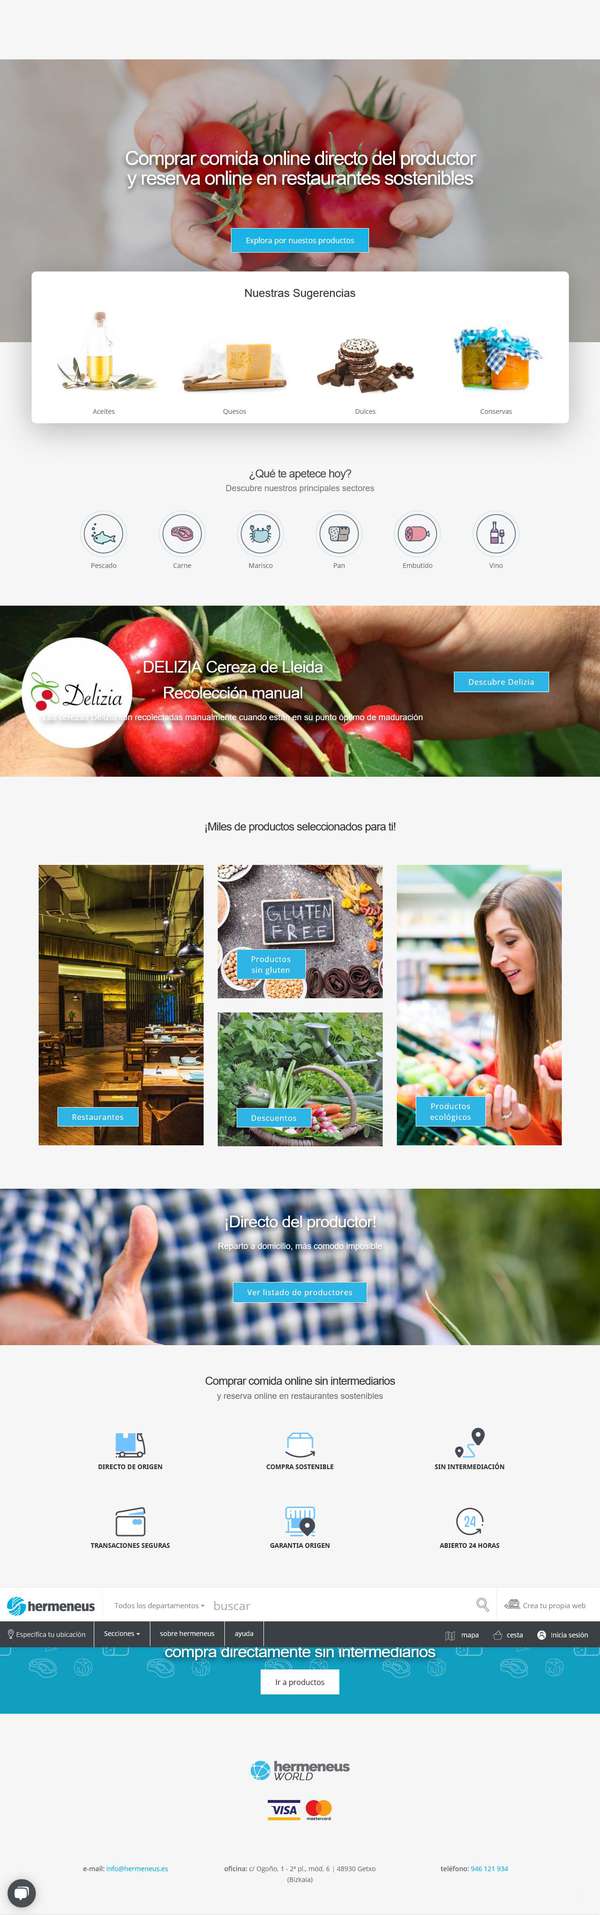 Comprar comida online directo del productor
y reserva online en restaurantes sostenibles
Explora por nuestos productos
Nuestras Sugerencias
Aceites
Quesos
Dulces
Conservas
¿Qué te apetece hoy?
Descubre nuestros principales sectores
Pescado
Carne
Marisco
Pan
Embutido
Vino
Delizia
DELIZIA Cereza de Lleida
Recolección manual
Las cerezas Delizia son recolectadas manualmente cuando están en su punto óptimo de maduración
Descubre Delizia
¡Miles de productos seleccionados para ti!
GLUTEN
FREE
Productos
sin gluten
Restaurantes
Descuentos
Productos
ecológicos
¡Directo del productor!
Reparto a domicilio, más comodo imposible
Ver listado de productores
Comprar comida online sin intermediarios
y reserva online en restaurantes sostenibles
DIRECTO DE ORIGEN
COMPRA SOSTENIBLE
SIN INTERMEDIACIÓN
TRANSACIONES SEGURAS
GARANTIA ORIGEN
24
ABIERTO 24 HORAS
hermeneus
Todos los departamentos
buscar
Crea tu propia web
Especifica tu ubicación
Secciones
sobre hermeneus
ayuda
mapa
cesta
inicia sesión
compra directamente sin intermediarios
Ir a productos
hermeneus
WORLD
VISA
mastercard
e-mail: info@hermeneus.es
oficina: c/ Ogoño, 1 - 2ª pl., mód. 6 | 48930 Getxo
(Bizkaia)
teléfono: 946 121 934